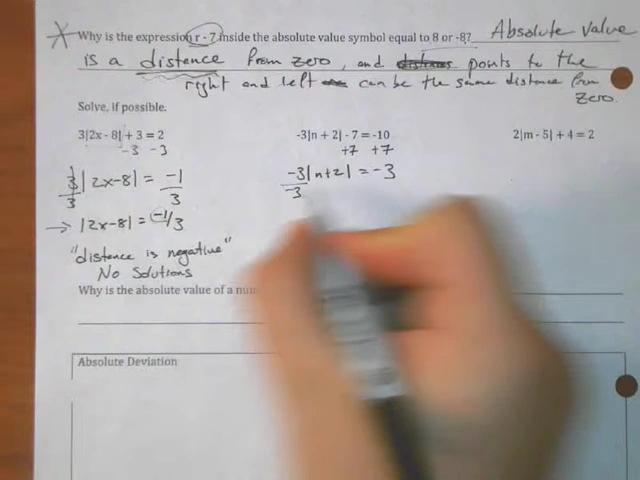 Why is the expression r - 7 inside the absolute value symbol equal to 8 or -8? Absolute Value
is a distance from zero, and points to the
right and left can be the same distance from
zero.
Solve, if possible.
3|2x - 8| + 3 = 2
-3 -3
3|2x-8| = -1
3 3
→ |2x-8| = -1/3
"distance is negative"
No Solutions
-3|n + 2| - 7 = -10
+7 +7
-3|n+2| = -3
-3
2|m - 5| + 4 = 2
Why is the absolute value of a
Absolute Deviation